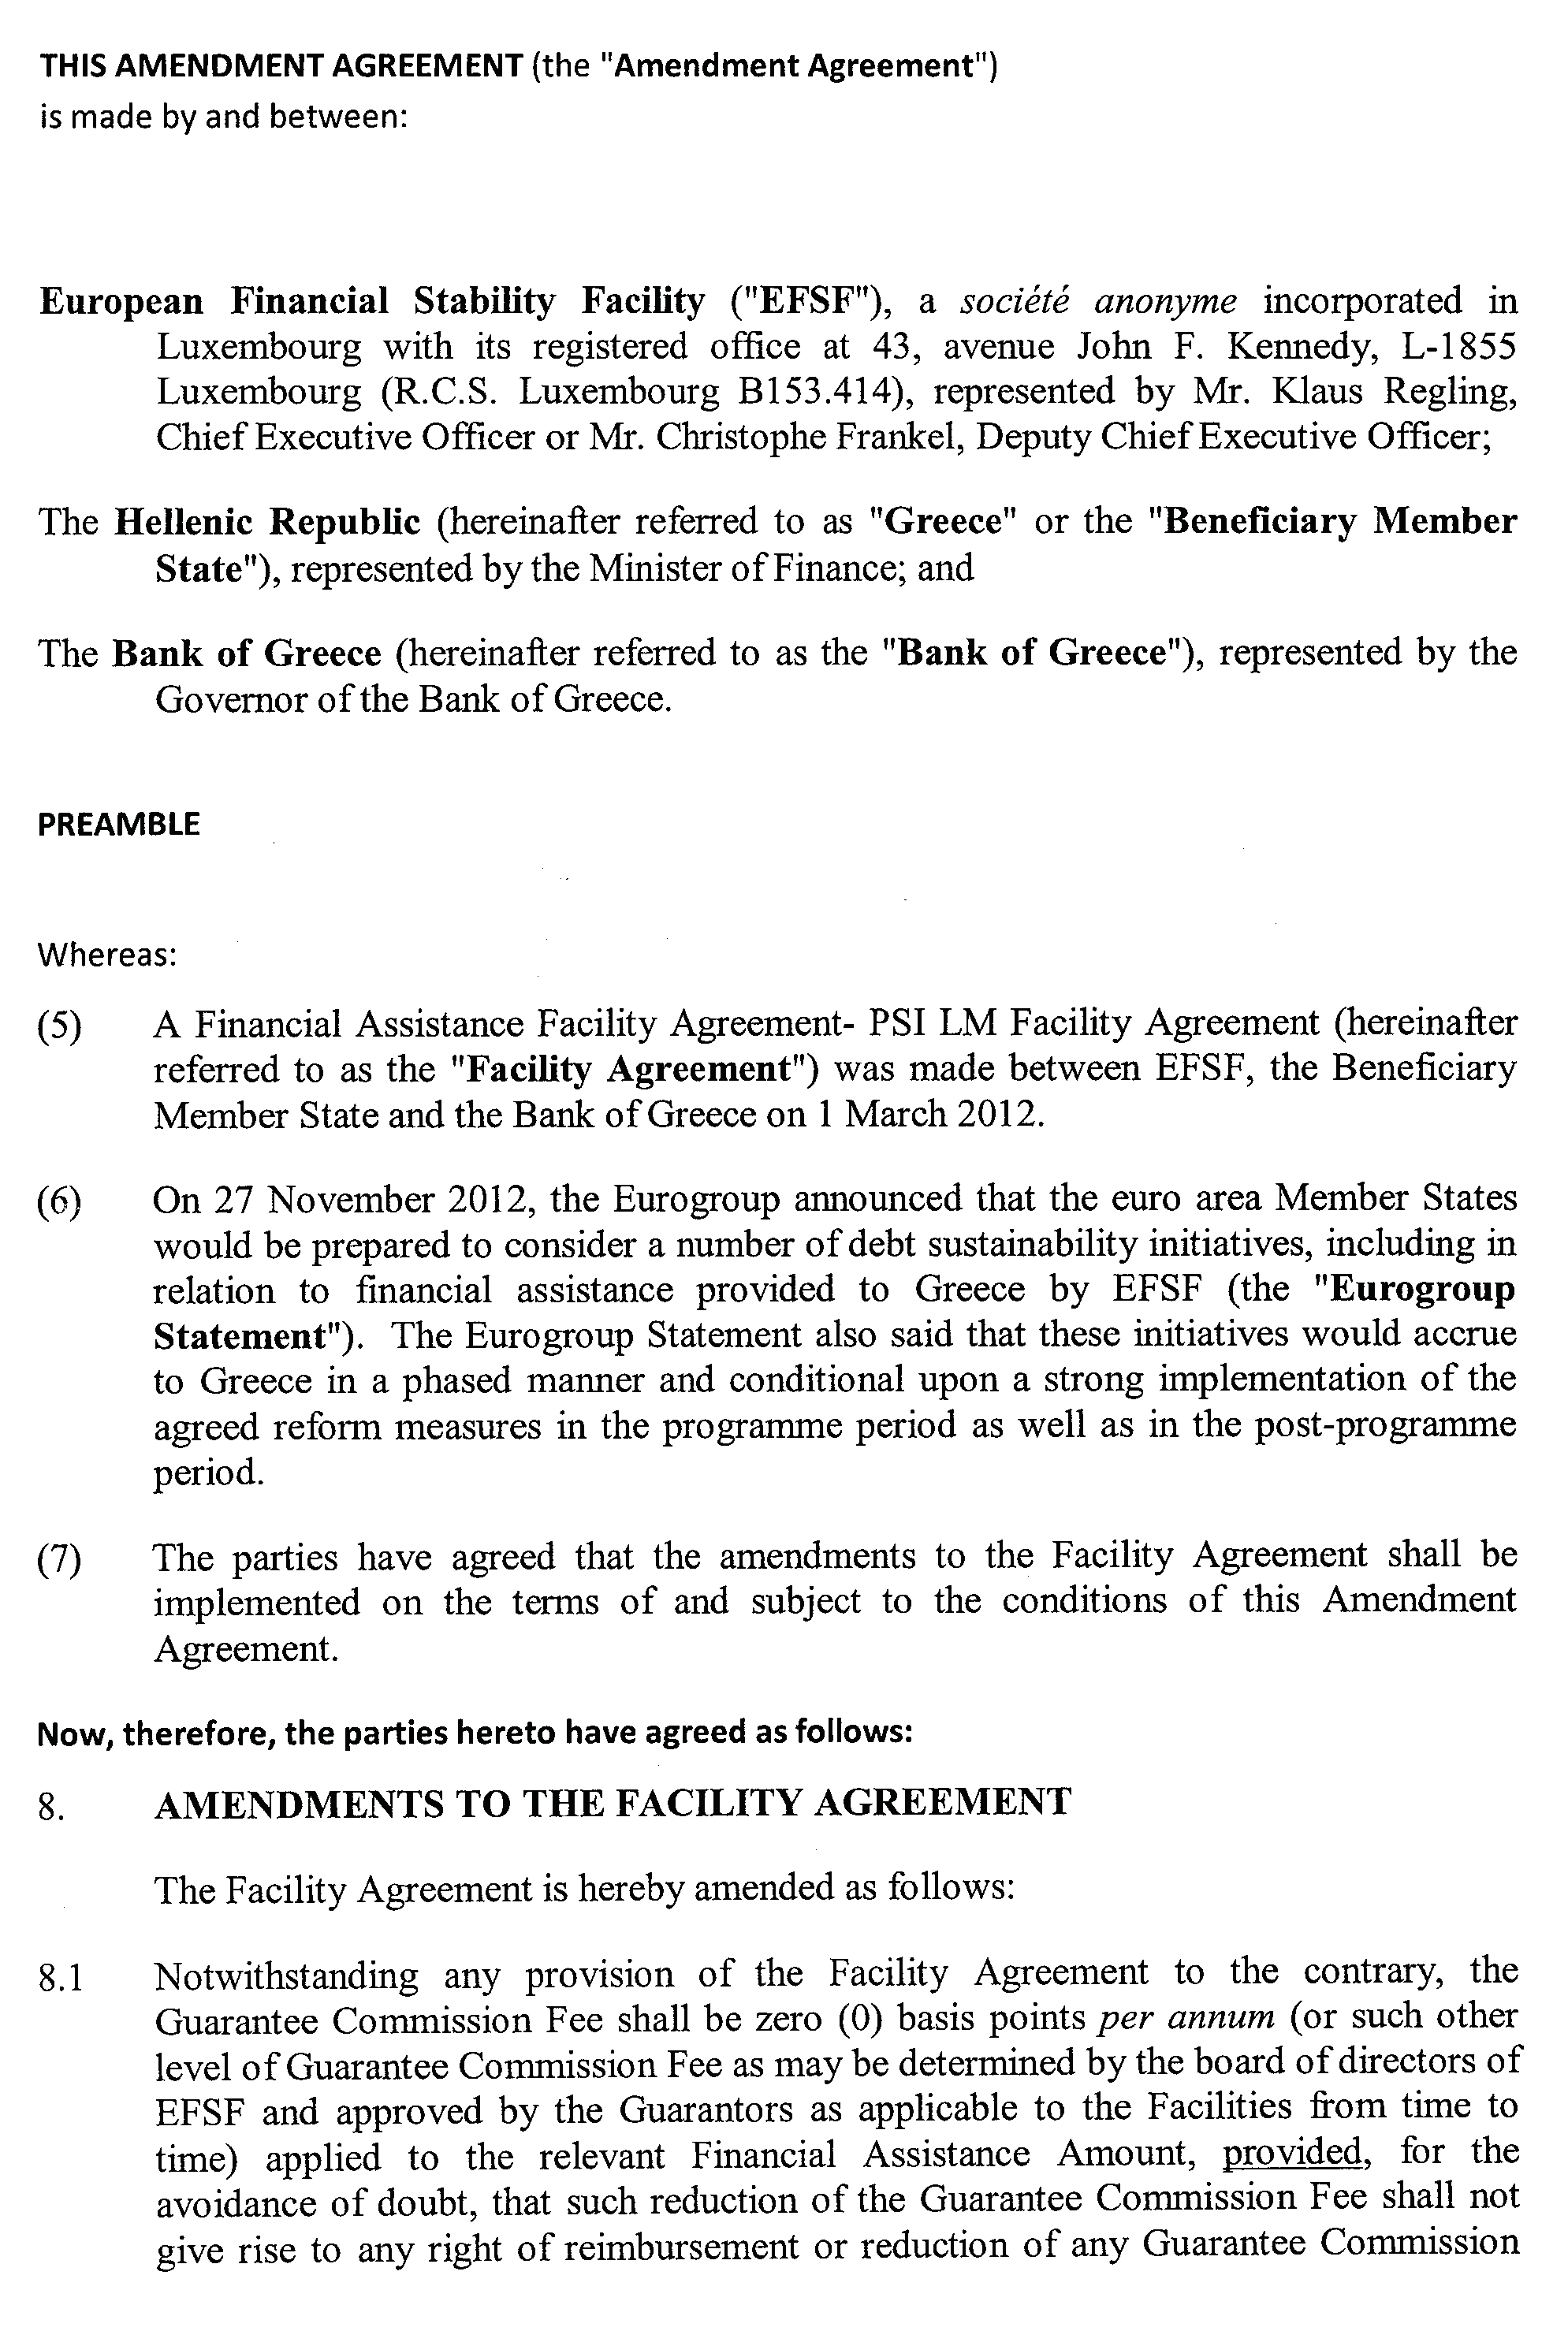 THIS AMENDMENT AGREEMENT (the "Amendment Agreement")
is made by and between:
European Financial Stability Facility ("EFSF"), a société anonyme incorporated in
Luxembourg with its registered office at 43, avenue John F. Kennedy, L-1855
Luxembourg (R.C.S. Luxembourg B153.414), represented by Mr. Klaus Regling,
Chief Executive Officer or Mr. Christophe Frankel, Deputy Chief Executive Officer;
The Hellenic Republic (hereinafter referred to as "Greece" or the "Beneficiary Member
State"), represented by the Minister of Finance; and
The Bank of Greece (hereinafter referred to as the "Bank of Greece"), represented by the
Governor of the Bank of Greece.
PREAMBLE
Whereas:
(5) A Financial Assistance Facility Agreement- PSI LM Facility Agreement (hereinafter
referred to as the "Facility Agreement") was made between EFSF, the Beneficiary
Member State and the Bank of Greece on 1 March 2012.
(6) On 27 November 2012, the Eurogroup announced that the euro area Member States
would be prepared to consider a number of debt sustainability initiatives, including in
relation to financial assistance provided to Greece by EFSF (the "Eurogroup
Statement"). The Eurogroup Statement also said that these initiatives would accrue
to Greece in a phased manner and conditional upon a strong implementation of the
agreed reform measures in the programme period as well as in the post-programme
period.
(7) The parties have agreed that the amendments to the Facility Agreement shall be
implemented on the terms of and subject to the conditions of this Amendment
Agreement.
Now, therefore, the parties hereto have agreed as follows:
8. AMENDMENTS TO THE FACILITY AGREEMENT
The Facility Agreement is hereby amended as follows:
8.1 Notwithstanding any provision of the Facility Agreement to the contrary, the
Guarantee Commission Fee shall be zero (0) basis points per annum (or such other
level of Guarantee Commission Fee as may be determined by the board of directors of
EFSF and approved by the Guarantors as applicable to the Facilities from time to
time) applied to the relevant Financial Assistance Amount, provided, for the
avoidance of doubt, that such reduction of the Guarantee Commission Fee shall not
give rise to any right of reimbursement or reduction of any Guarantee Commission